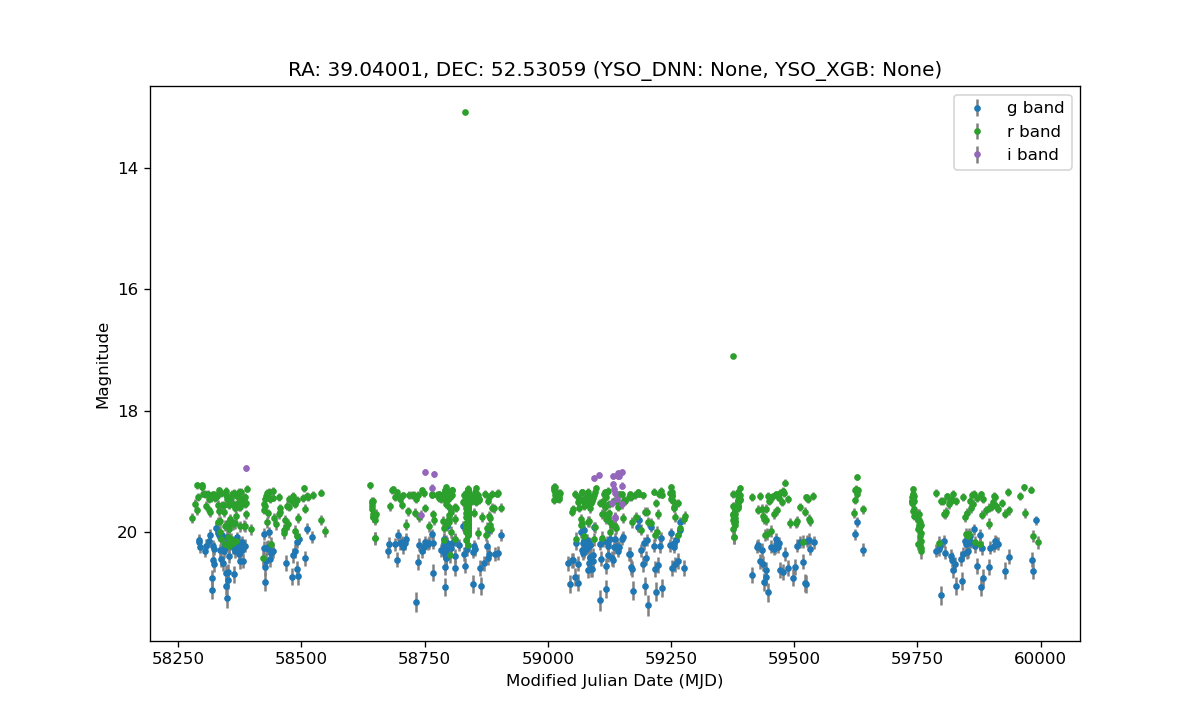 RA: 39.04001, DEC: 52.53059 (YSO_DNN: None, YSO_XGB: None)
g band
r band
i band
14
16
18
20
Magnitude
58250
58500
58750
59000
59250
59500
59750
60000
Modified Julian Date (MJD)